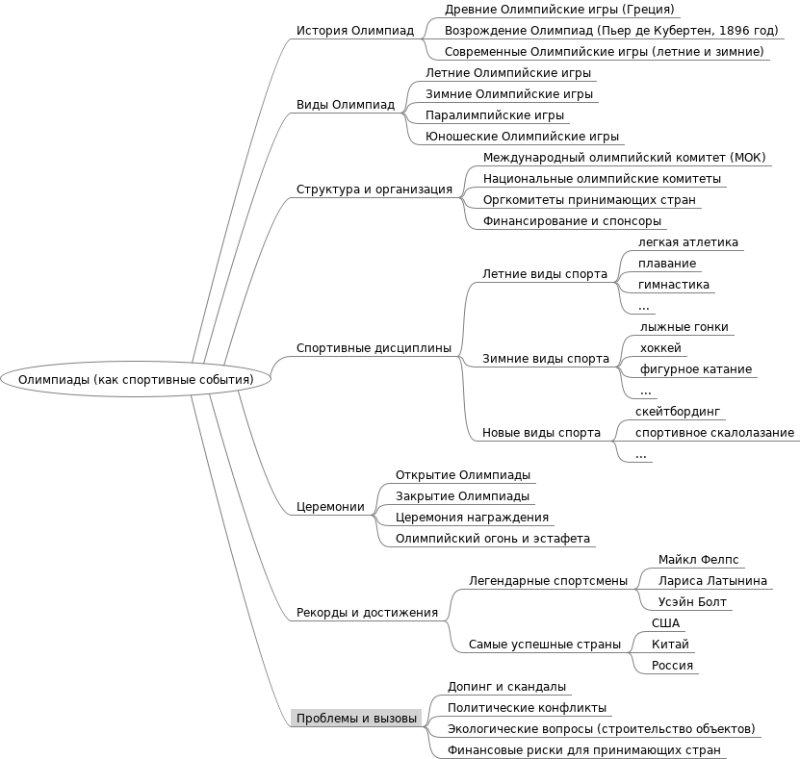 Олимпиады (как спортивные события)
История Олимпиад
Древние Олимпийские игры (Греция)
Возрождение Олимпиад (Пьер де Кубертен, 1896 год)
Современные Олимпийские игры (летние и зимние)
Виды Олимпиад
Летние Олимпийские игры
Зимние Олимпийские игры
Паралимпийские игры
Юношеские Олимпийские игры
Структура и организация
Международный олимпийский комитет (МОК)
Национальные олимпийские комитеты
Оргкомитеты принимающих стран
Финансирование и спонсоры
Спортивные дисциплины
Летние виды спорта
легкая атлетика
плавание
гимнастика
...
Зимние виды спорта
лыжные гонки
хоккей
фигурное катание
...
Новые виды спорта
скейтбординг
спортивное скалолазание
...
Церемонии
Открытие Олимпиады
Закрытие Олимпиады
Церемония награждения
Олимпийский огонь и эстафета
Рекорды и достижения
Легендарные спортсмены
Майкл Фелпс
Лариса Латынина
Усэйн Болт
Самые успешные страны
США
Китай
Россия
Проблемы и вызовы
Допинг и скандалы
Политические конфликты
Экологические вопросы (строительство объектов)
Финансовые риски для принимающих стран